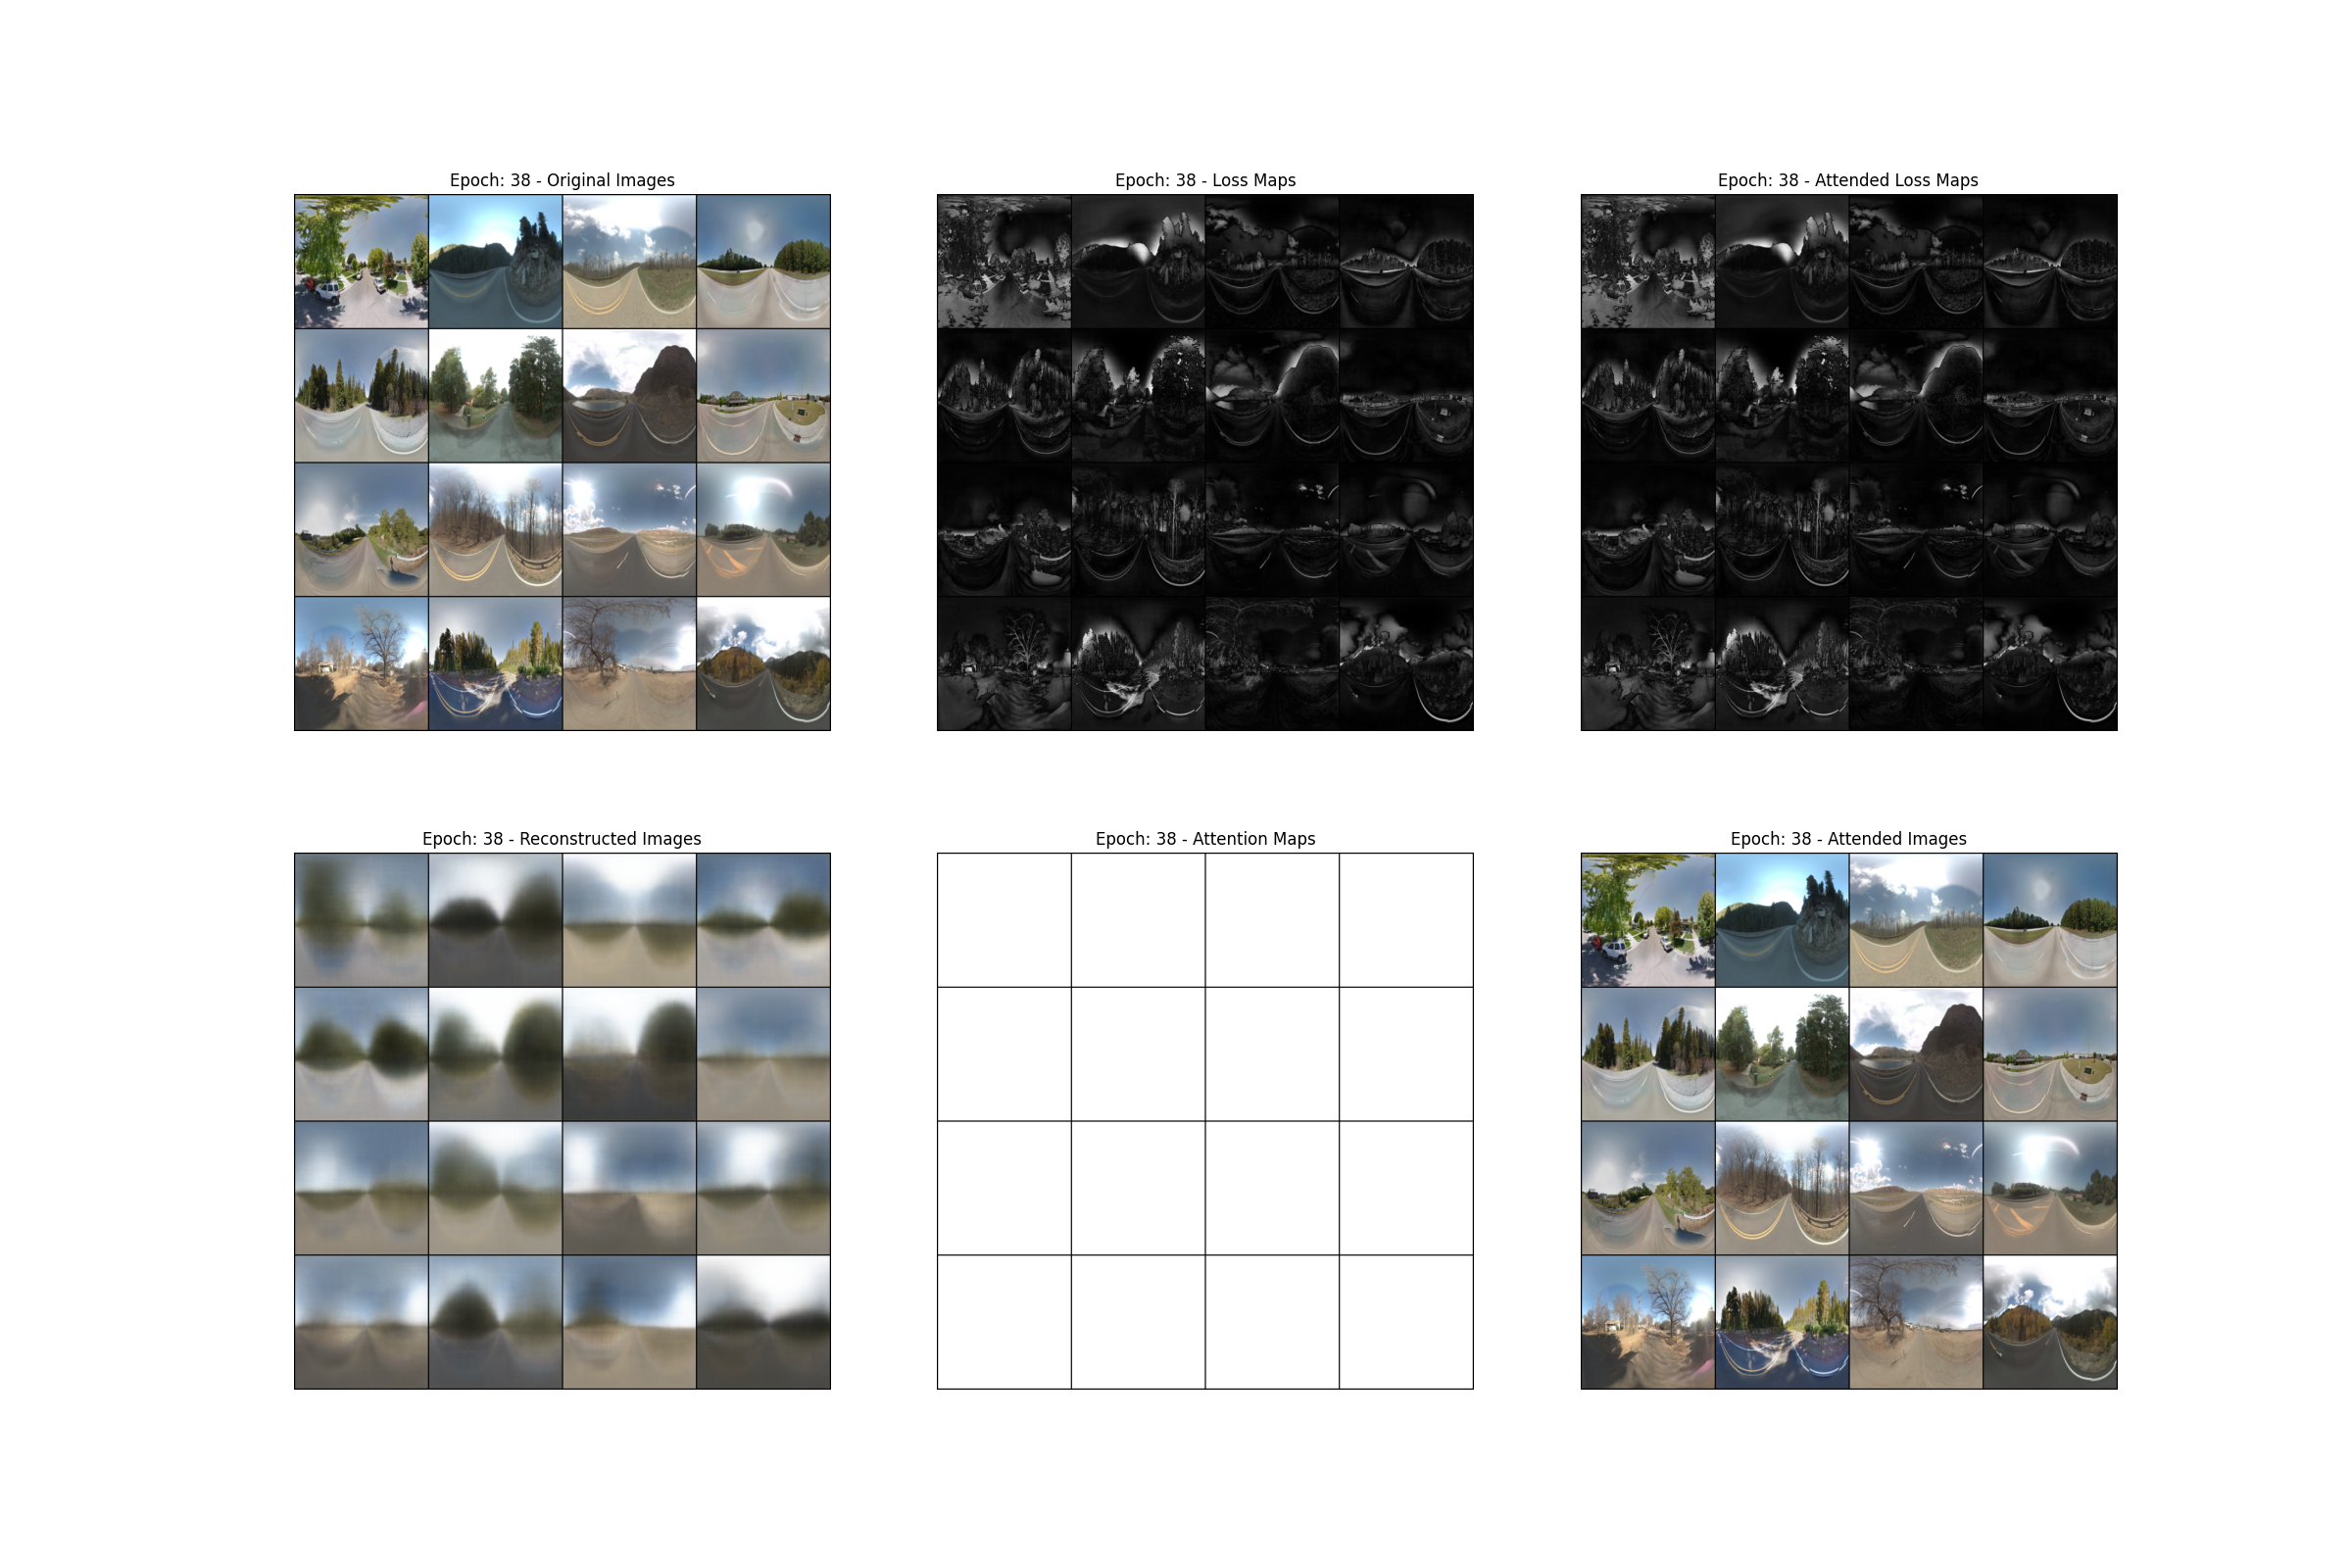 Epoch: 38 - Original Images
Epoch: 38 - Loss Maps
Epoch: 38 - Attended Loss Maps
Epoch: 38 - Reconstructed Images
Epoch: 38 - Attention Maps
Epoch: 38 - Attended Images